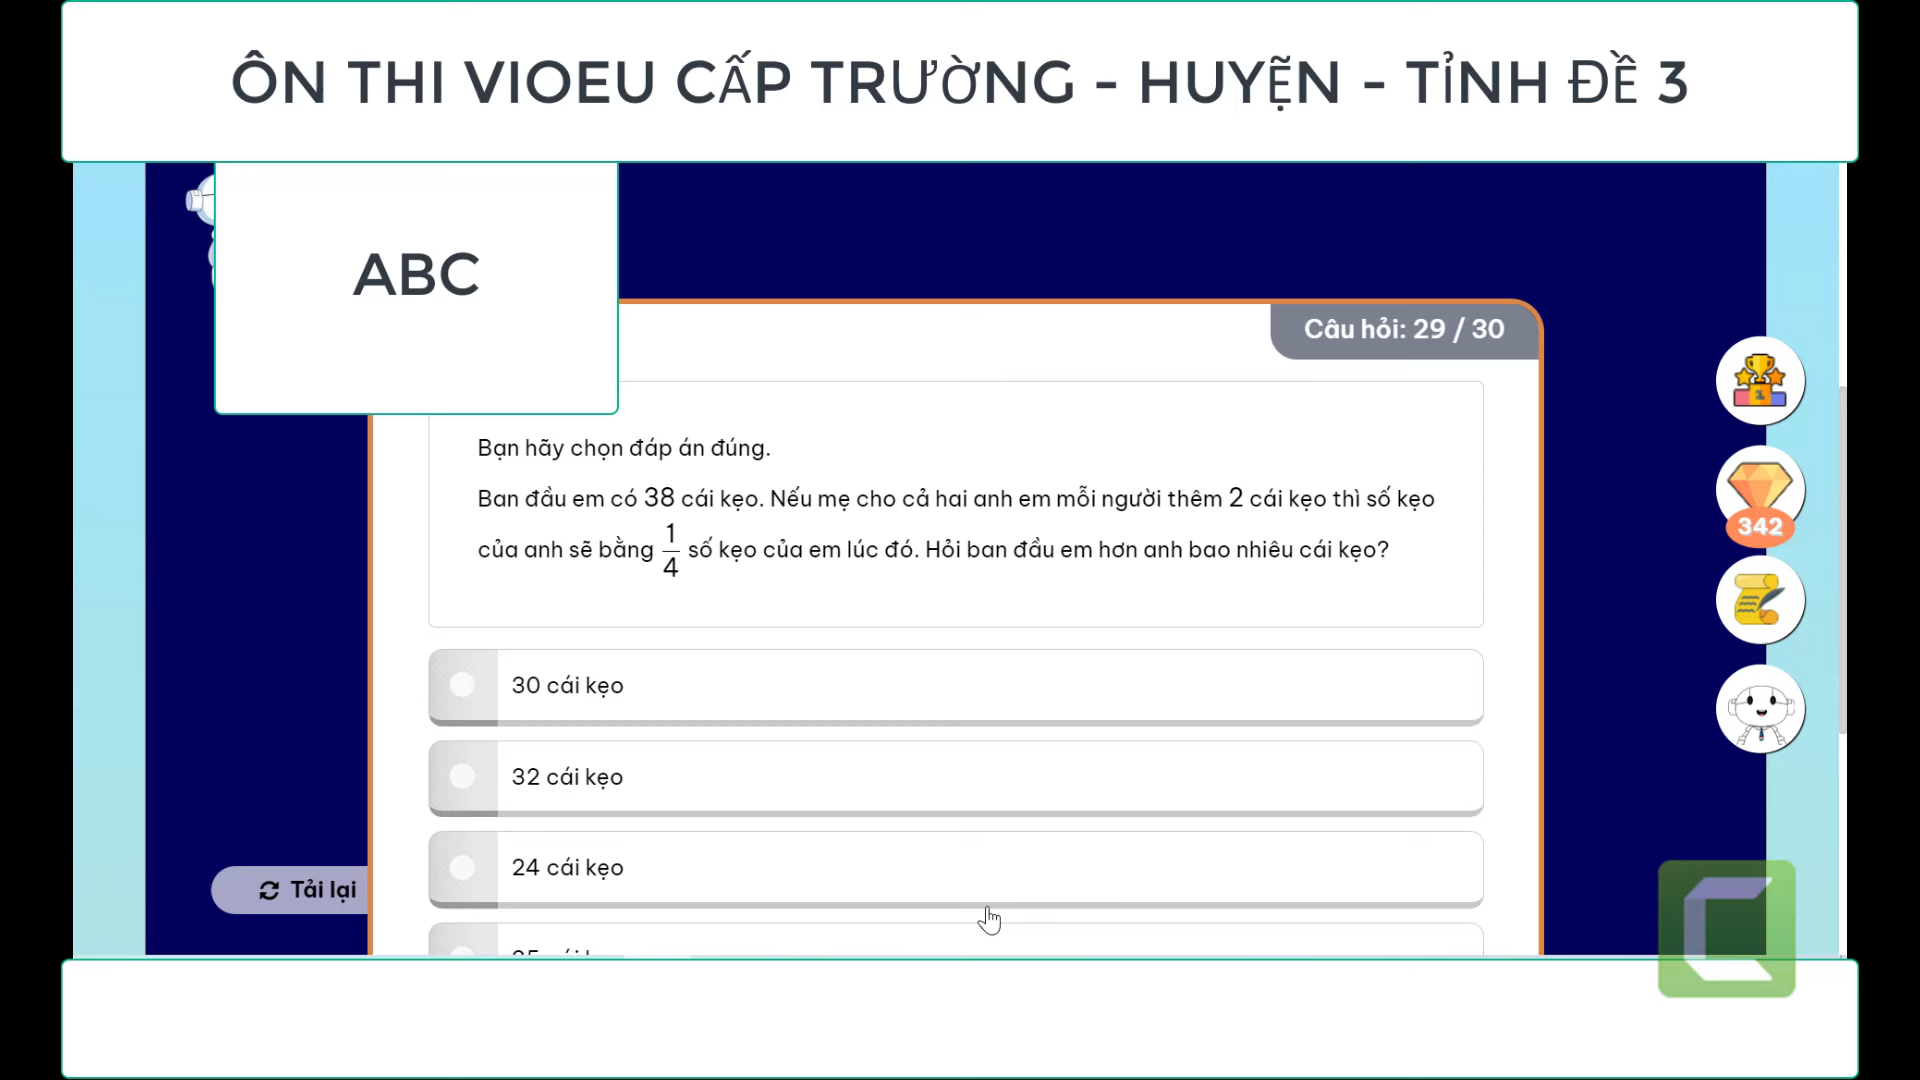 ÔN THI VIOEU CẤP TRƯỜNG - HUYỆN - TỈNH ĐỀ 3
ABC
Câu hỏi: 29 / 30
Bạn hãy chọn đáp án đúng.
Ban đầu em có 38 cái kẹo. Nếu mẹ cho cả hai anh em mỗi người thêm 2 cái kẹo thì số kẹo
của anh sẽ bằng 1/4 số kẹo của em lúc đó. Hỏi ban đầu em hơn anh bao nhiêu cái kẹo?
342
30 cái kẹo
32 cái kẹo
24 cái kẹo
Tải lại